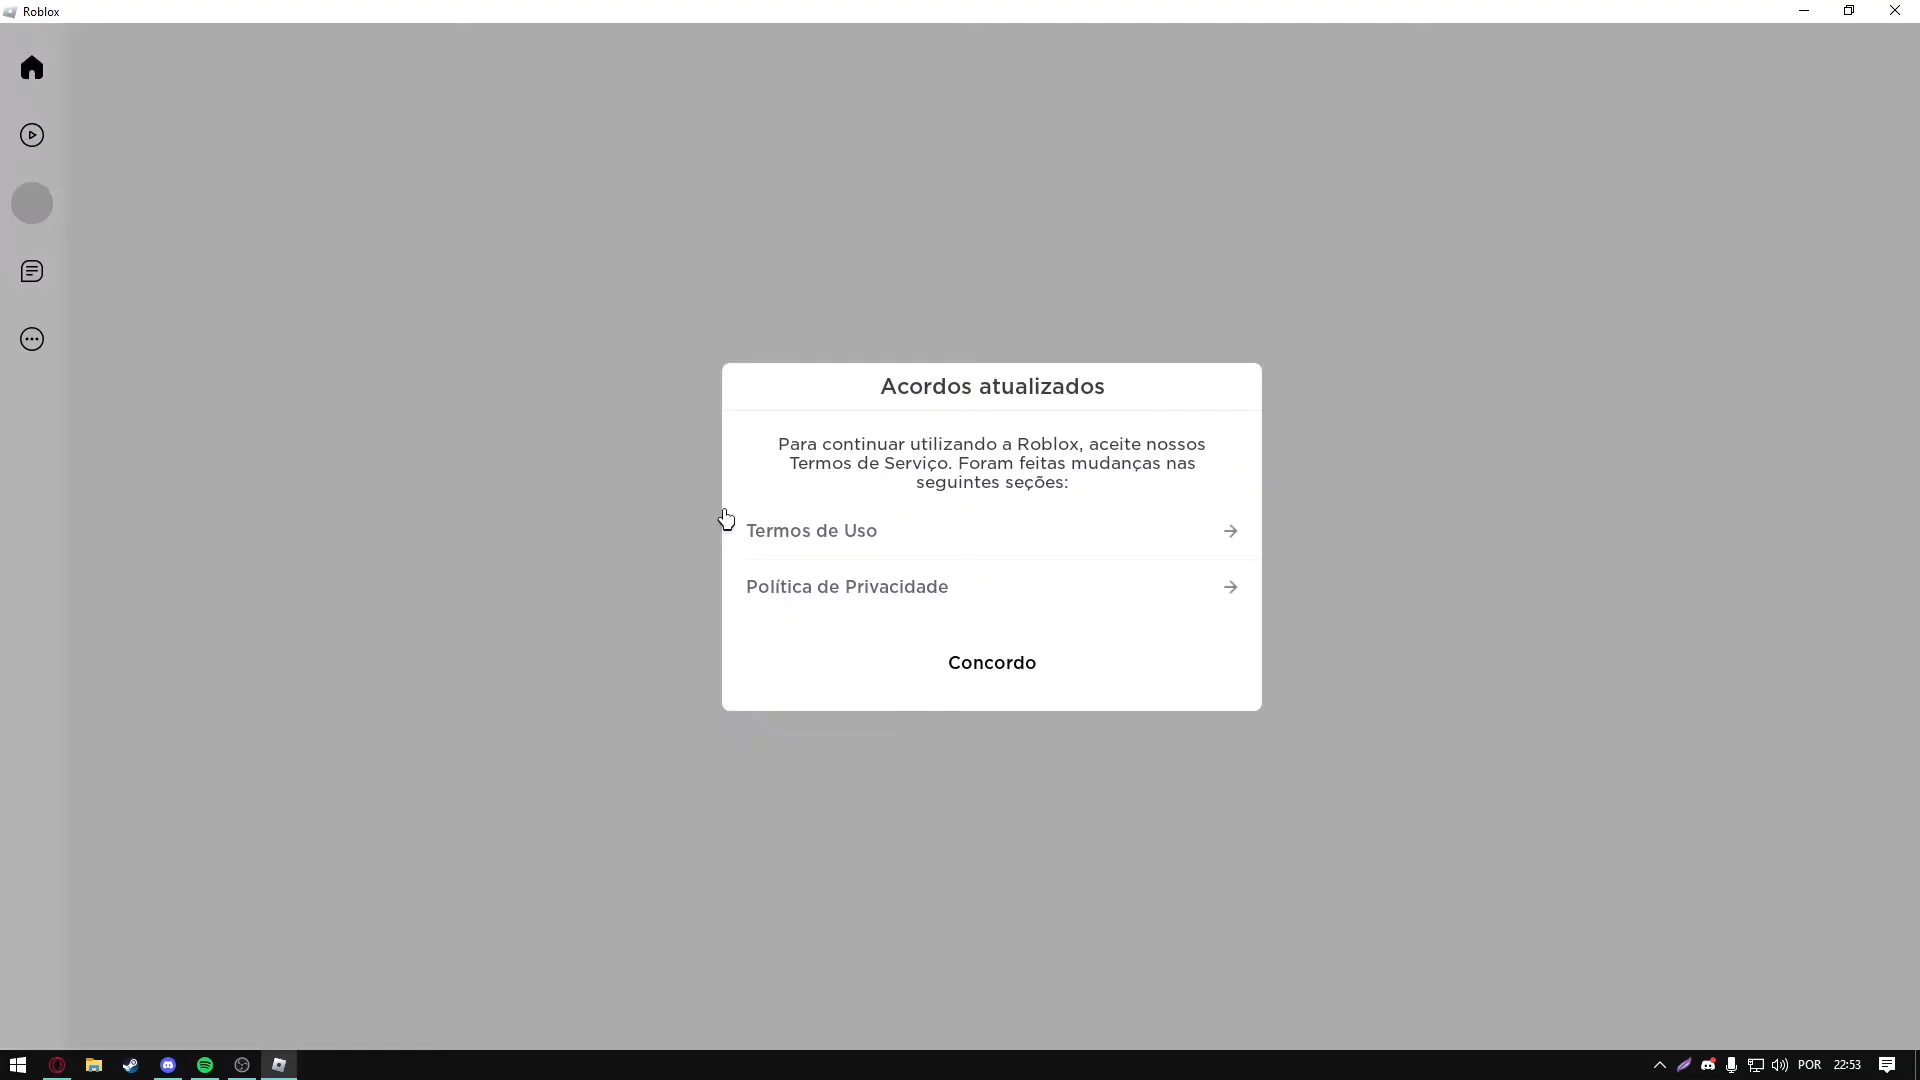 Roblox
Acordos atualizados
Para continuar utilizando a Roblox, aceite nossos
Termos de Serviço. Foram feitas mudanças nas
seguintes seções:
Termos de Uso
Política de Privacidade
Concordo
POR
22:53